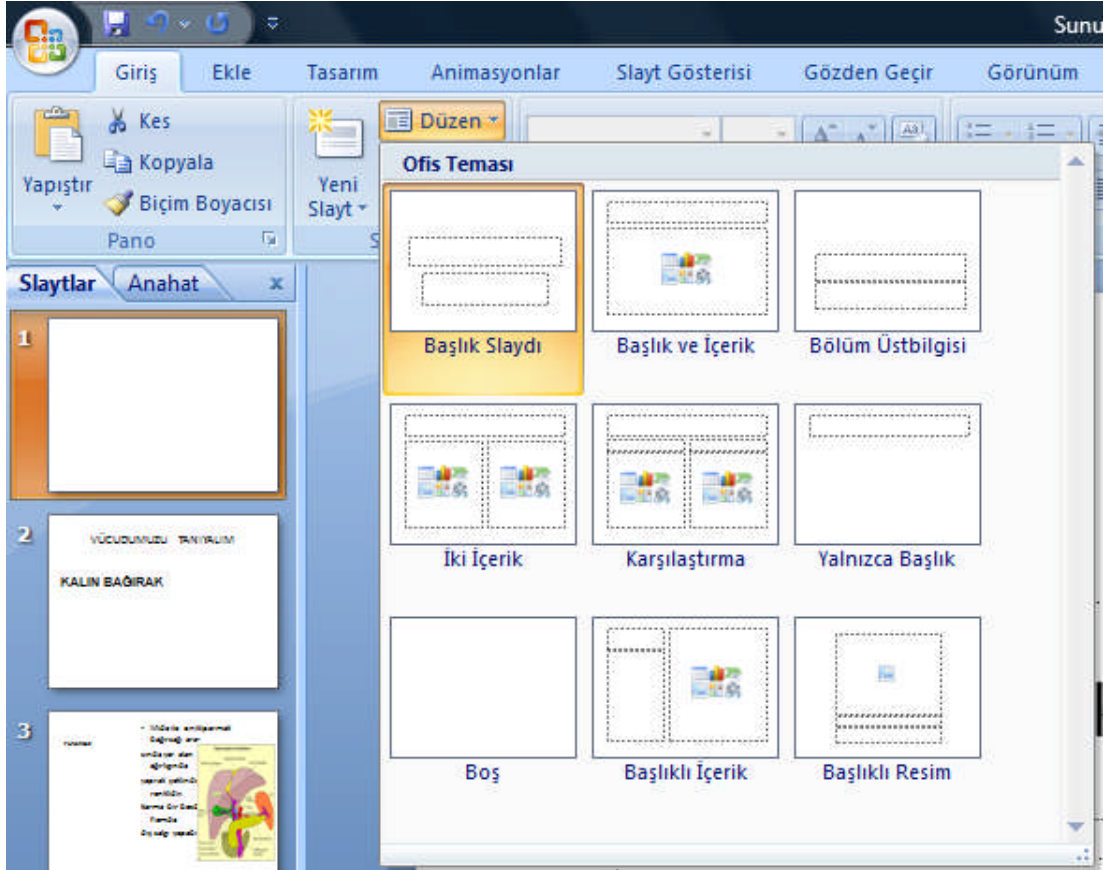 Sunu
Giriş Ekle Tasarım Animasyonlar Slayt Gösterisi Gözden Geçir Görünüm
Kes
Kopyala
Biçim Boyacısı
Yapıştır
Pano
Yeni
Slayt
S
Düzen
Ofis Teması
Başlık Slaydı Başlık ve İçerik Bölüm Üstbilgisi
İki İçerik Karşılaştırma Yalnızca Başlık
Boş Başlıklı İçerik Başlıklı Resim
Slaytlar Anahat x
1
2
VÜCUDUMUZU TANIYALIM
KALIN BAĞIRAK
3